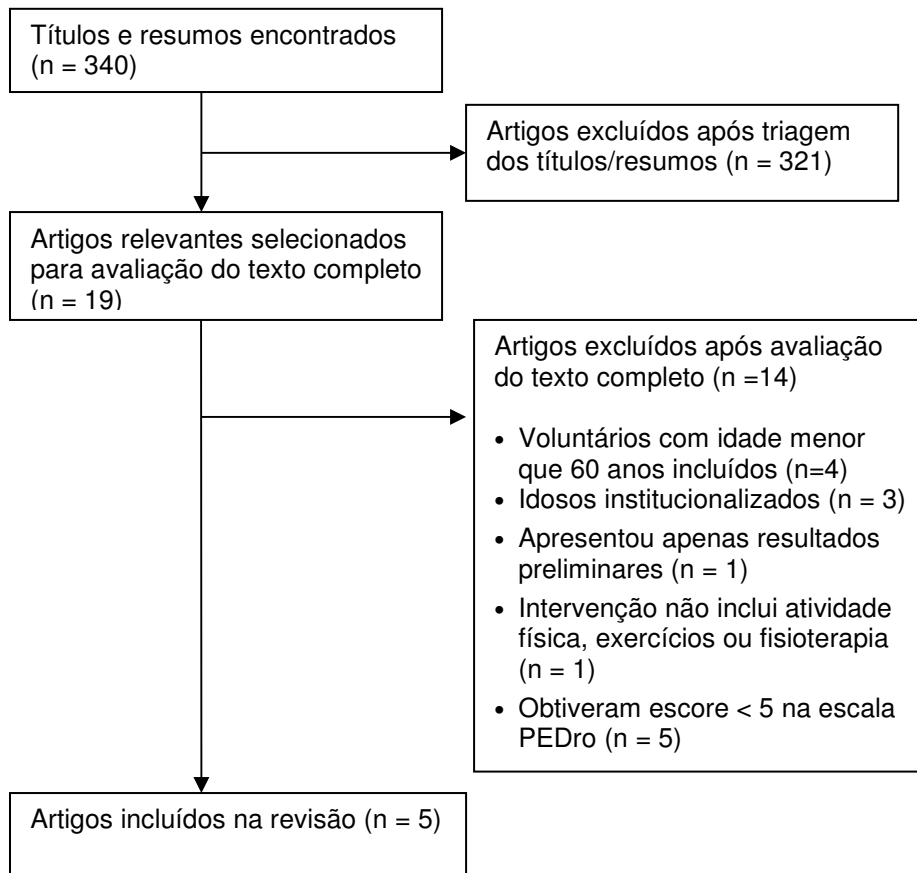 Títulos e resumos encontrados
(n = 340)
Artigos excluídos após triagem
dos títulos/resumos (n = 321)
Artigos relevantes selecionados
para avaliação do texto completo
(n = 19)
Artigos excluídos após avaliação
do texto completo (n =14)
• Voluntários com idade menor
que 60 anos incluídos (n=4)
• Idosos institucionalizados (n = 3)
• Apresentou apenas resultados
preliminares (n = 1)
• Intervenção não inclui atividade
física, exercícios ou fisioterapia
(n = 1)
• Obtiveram escore < 5 na escala
PEDro (n = 5)
Artigos incluídos na revisão (n = 5)